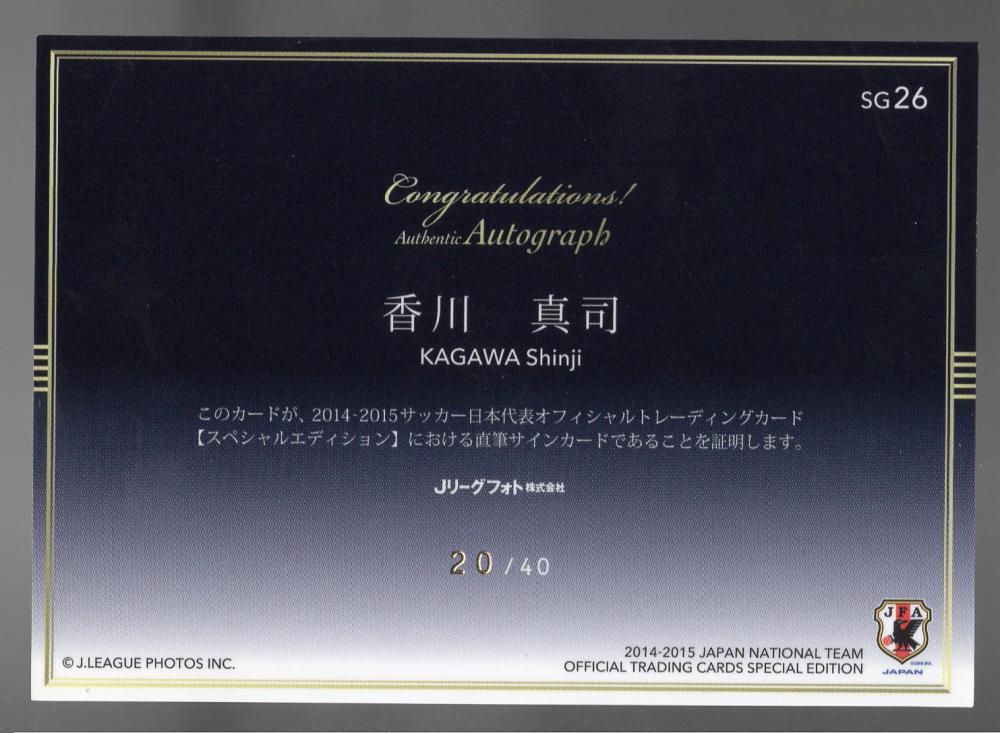 SG26
Congratulations!
Authentic Autograph
香川 真司
KAGAWA Shinji
このカードが、2014-2015サッカー日本代表オフィシャルトレーディングカード
【スペシャルエディション】における直筆サインカードであることを証明します。
Jリーグフォト株式会社
20/40
© J.LEAGUE PHOTOS INC.
2014-2015 JAPAN NATIONAL TEAM
OFFICIAL TRADING CARDS SPECIAL EDITION
JFA
JAPAN